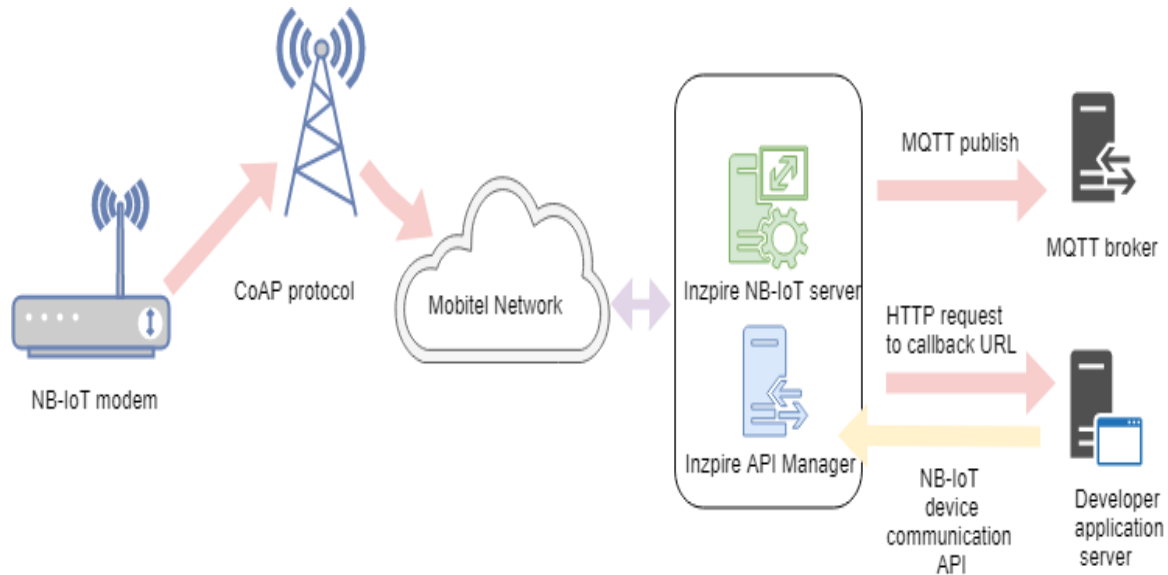 NB-IoT modem
CoAP protocol
Mobitel Network
Inzpire NB-IoT server
Inzpire API Manager
MQTT publish
MQTT broker
HTTP request
to callback URL
NB-IoT
device
communication
API
Developer
application
server